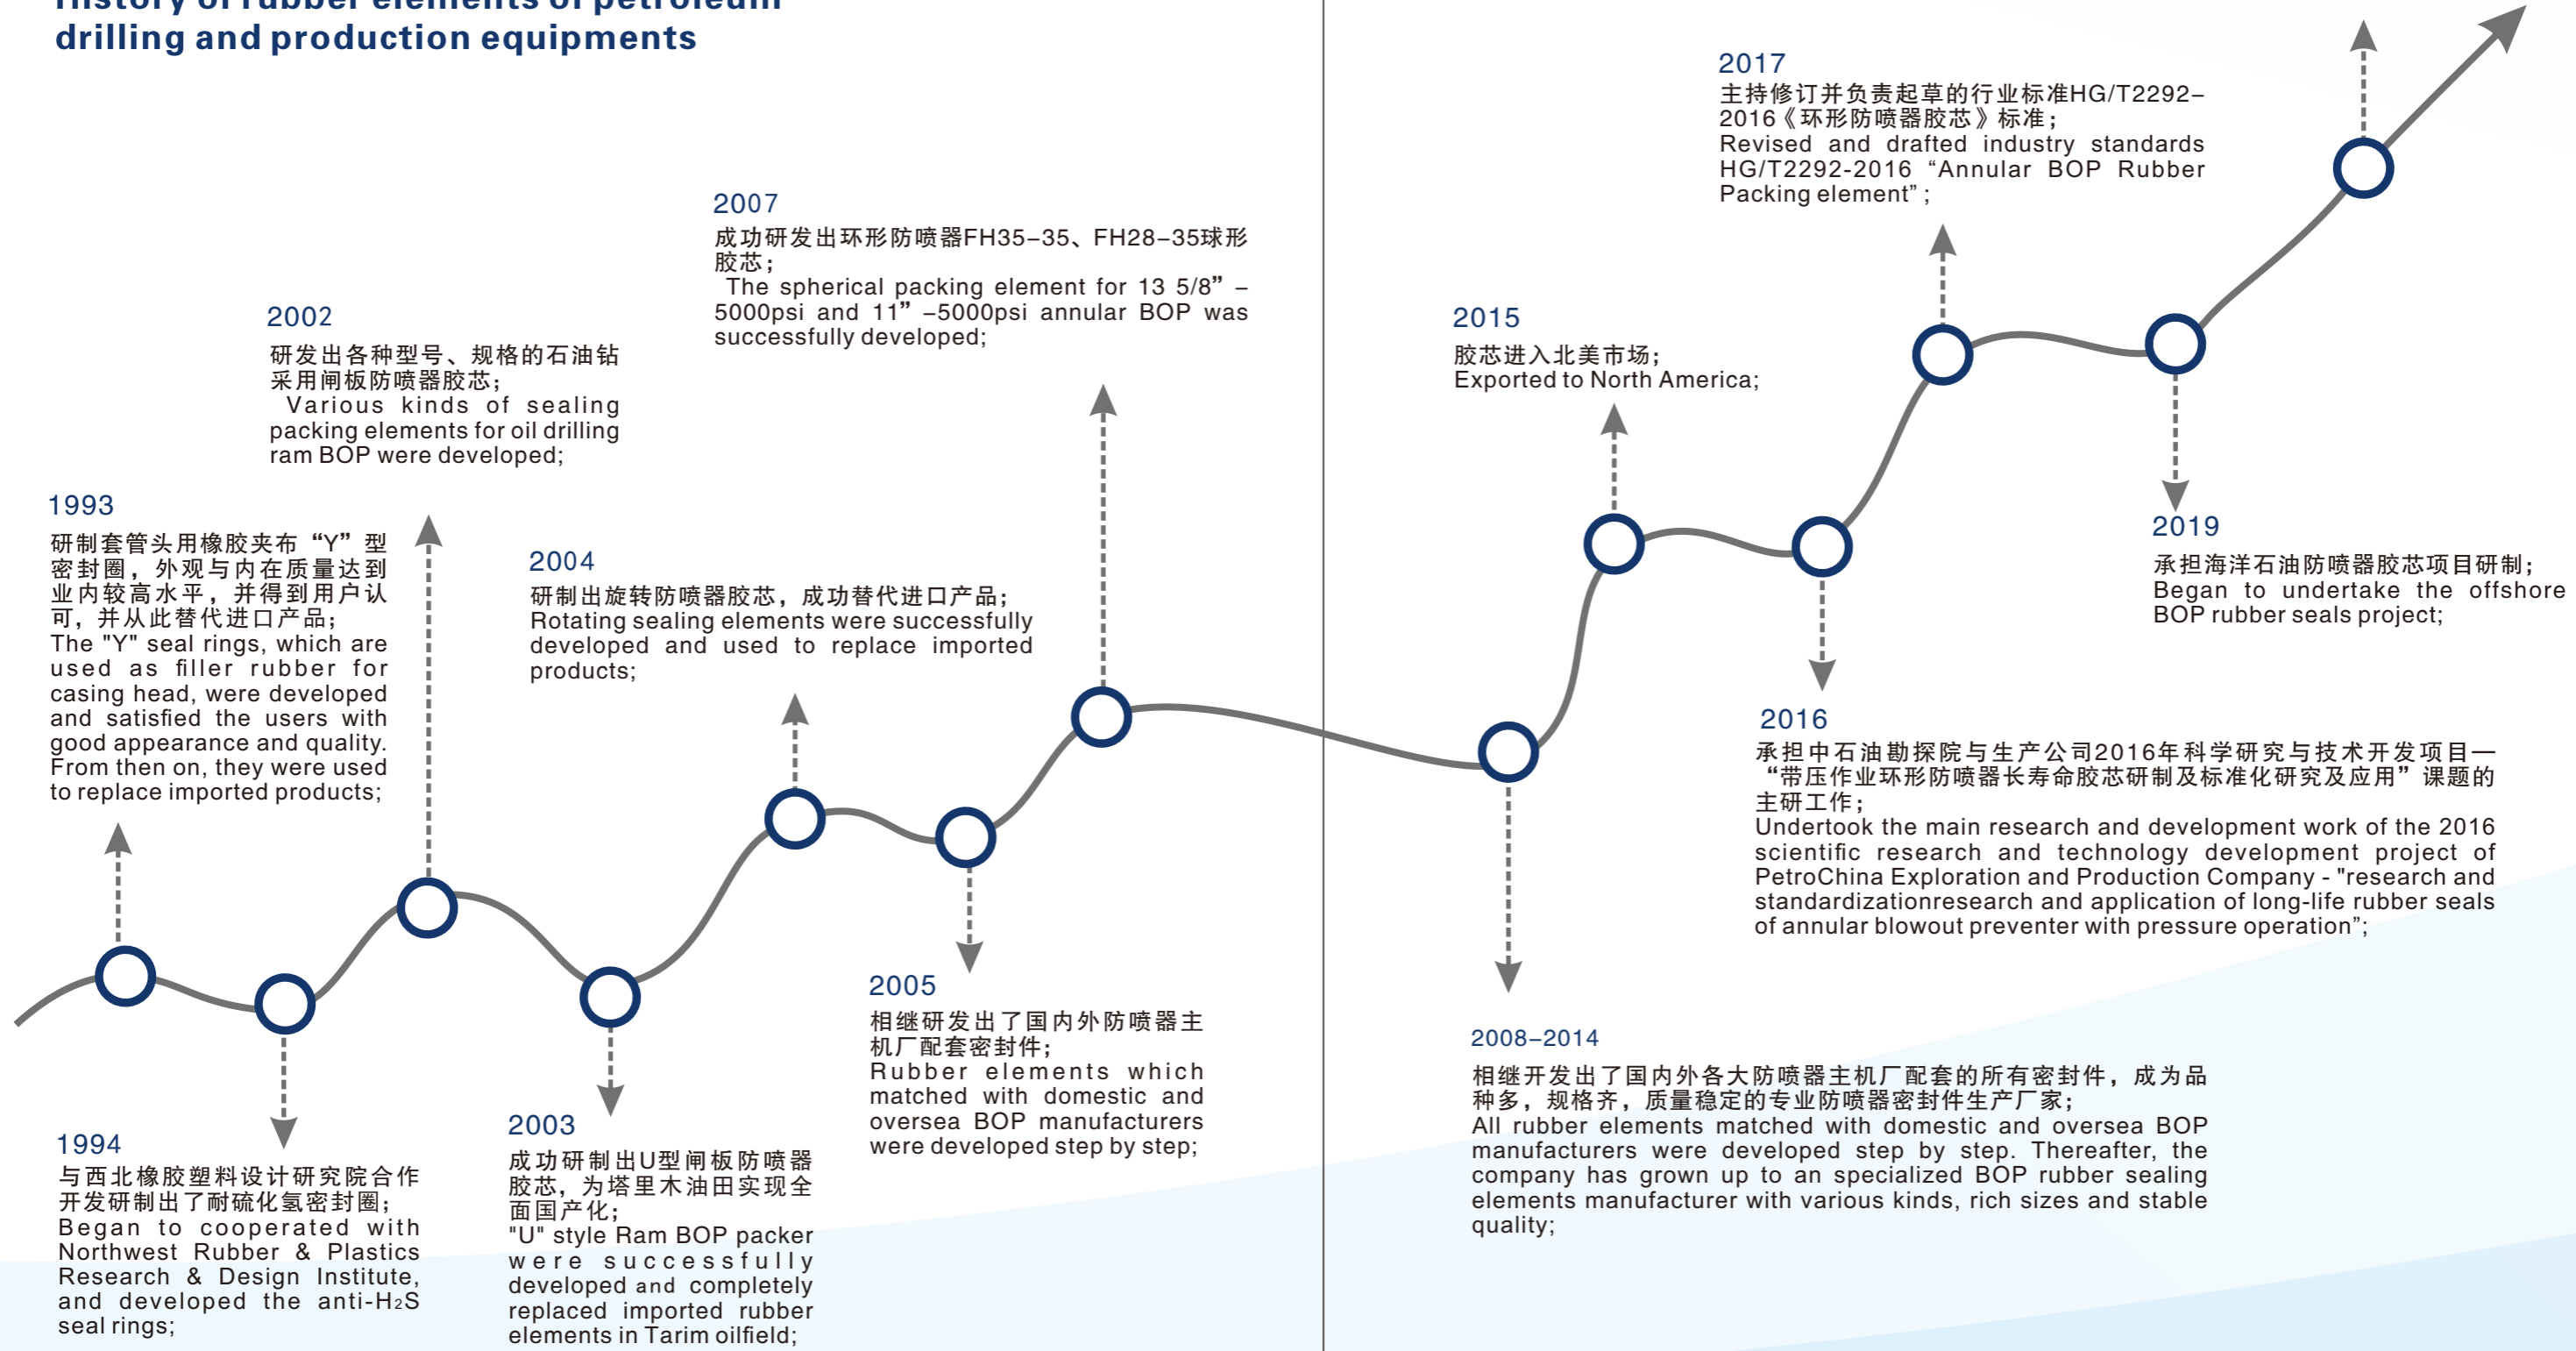 History of rubber elements of petroleum
drilling and production equipments
1993
研制套管头用橡胶夹布“Y”型
密封圈，外观与内在质量达到
业内较高水平，并得到用户认
可，并从此替代进口产品；
The "Y" seal rings, which are
used as filler rubber for
casing head, were developed
and satisfied the users with
good appearance and quality.
From then on, they were used
to replace imported products;
1994
与西北橡胶塑料设计研究院合作
开发研制出了耐硫化氢密封圈；
Began to cooperated with
Northwest Rubber & Plastics
Research & Design Institute,
and developed the anti-H₂S
seal rings;
2002
研发出各种型号、规格的石油钻
采用闸板防喷器胶芯；
Various kinds of sealing
packing elements for oil drilling
ram BOP were developed;
2003
成功研制出U型闸板防喷器
胶芯，为塔里木油田实现全
面国产化；
"U" style Ram BOP packer
were successfully
developed and completely
replaced imported rubber
elements in Tarim oilfield;
2004
研制出旋转防喷器胶芯，成功替代进口产品；
Rotating sealing elements were successfully
developed and used to replace imported
products;
2005
相继研发出了国内外防喷器主
机厂配套密封件；
Rubber elements which
matched with domestic and
oversea BOP manufacturers
were developed step by step;
2007
成功研发出环形防喷器FH35–35、FH28–35球形
胶芯；
The spherical packing element for 13 5/8” –
5000psi and 11” –5000psi annular BOP was
successfully developed;
2008–2014
相继开发出了国内外各大防喷器主机厂配套的所有密封件，成为品
种多，规格齐，质量稳定的专业防喷器密封件生产厂家；
All rubber elements matched with domestic and oversea BOP
manufacturers were developed step by step. Thereafter, the
company has grown up to an specialized BOP rubber sealing
elements manufacturer with various kinds, rich sizes and stable
quality;
2015
胶芯进入北美市场；
Exported to North America;
2016
承担中石油勘探院与生产公司2016年科学研究与技术开发项目—
“带压作业环形防喷器长寿命胶芯研制及标准化研究及应用”课题的
主研工作；
Undertook the main research and development work of the 2016
scientific research and technology development project of
PetroChina Exploration and Production Company - "research and
standardizationresearch and application of long-life rubber seals
of annular blowout preventer with pressure operation”;
2017
主持修订并负责起草的行业标准HG/T2292–
2016《环形防喷器胶芯》标准；
Revised and drafted industry standards
HG/T2292-2016 “Annular BOP Rubber
Packing element” ;
2019
承担海洋石油防喷器胶芯项目研制；
Began to undertake the offshore
BOP rubber seals project;